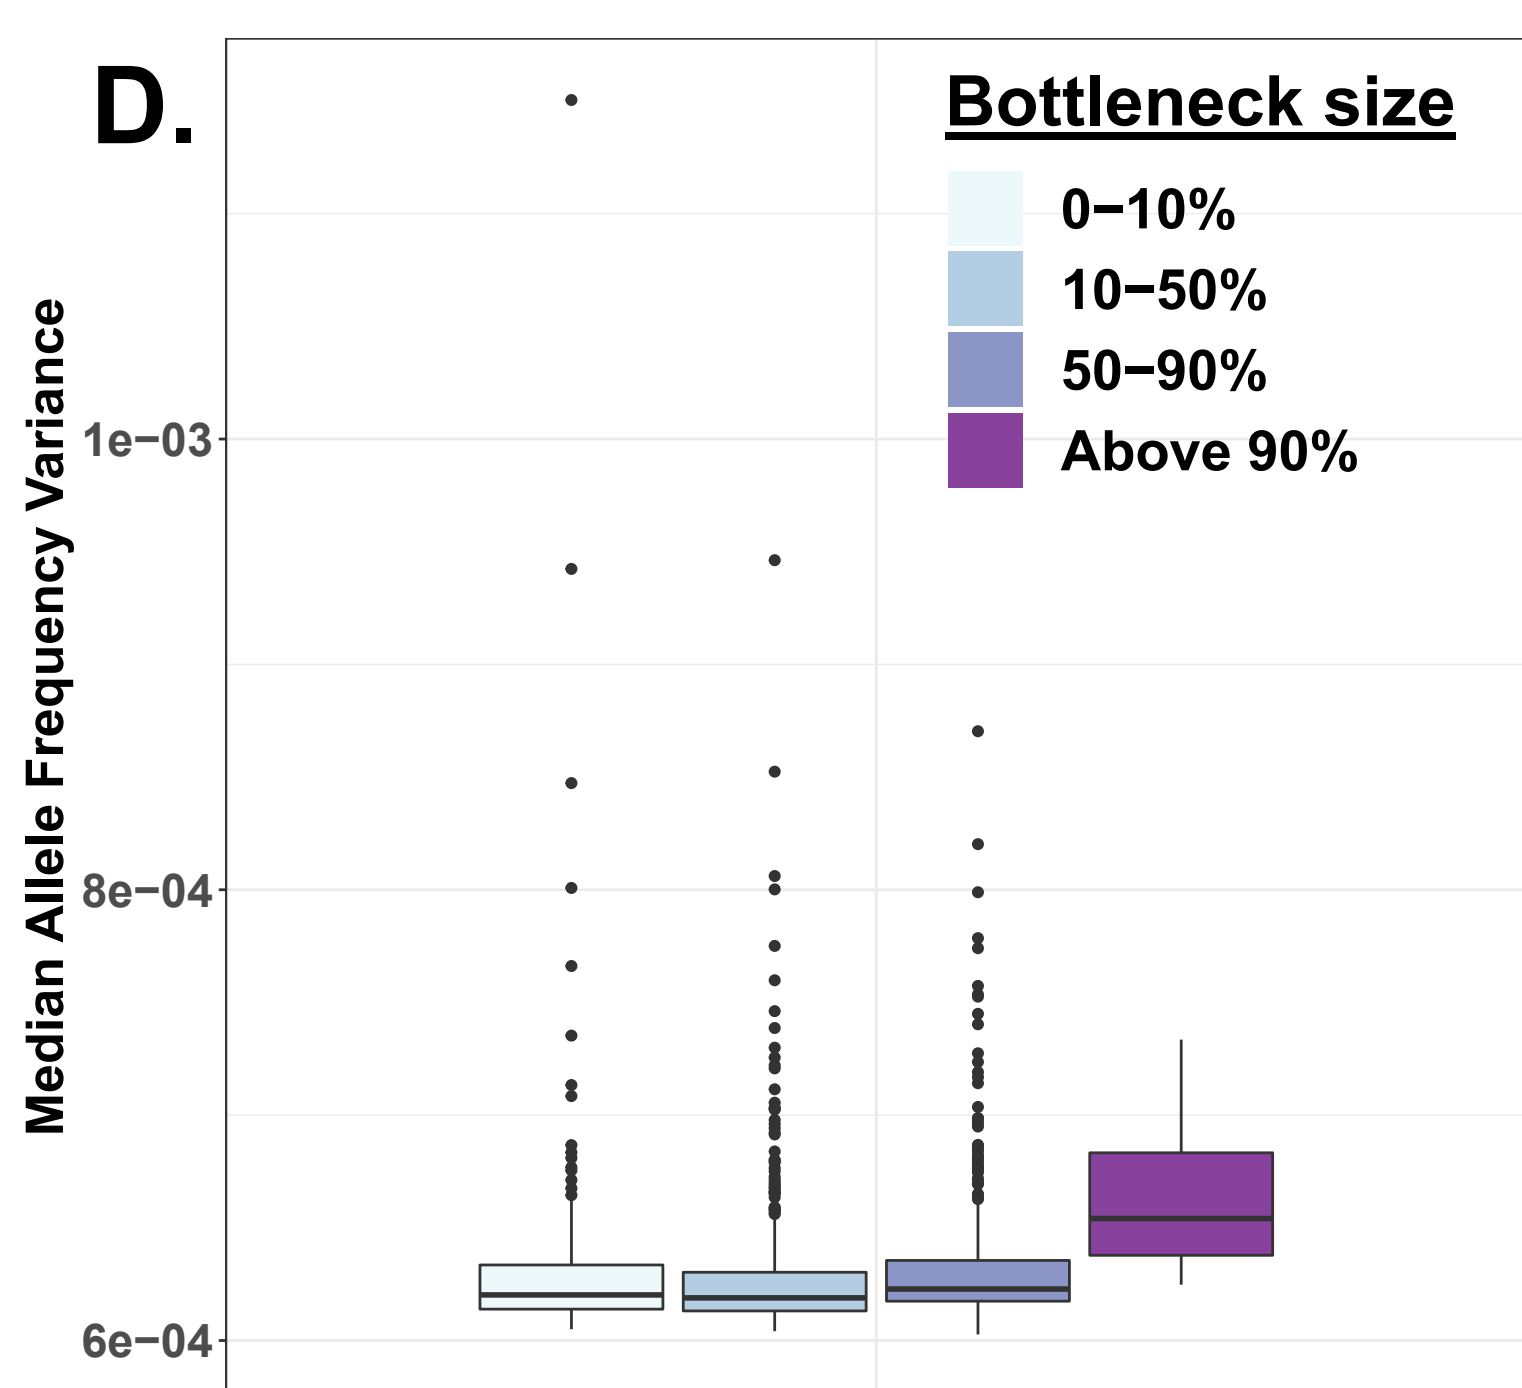 D.
Bottleneck size
0−10%
10−50%
50−90%
Above 90%
Median Allele Frequency Variance
1e−03
8e−04
6e−04